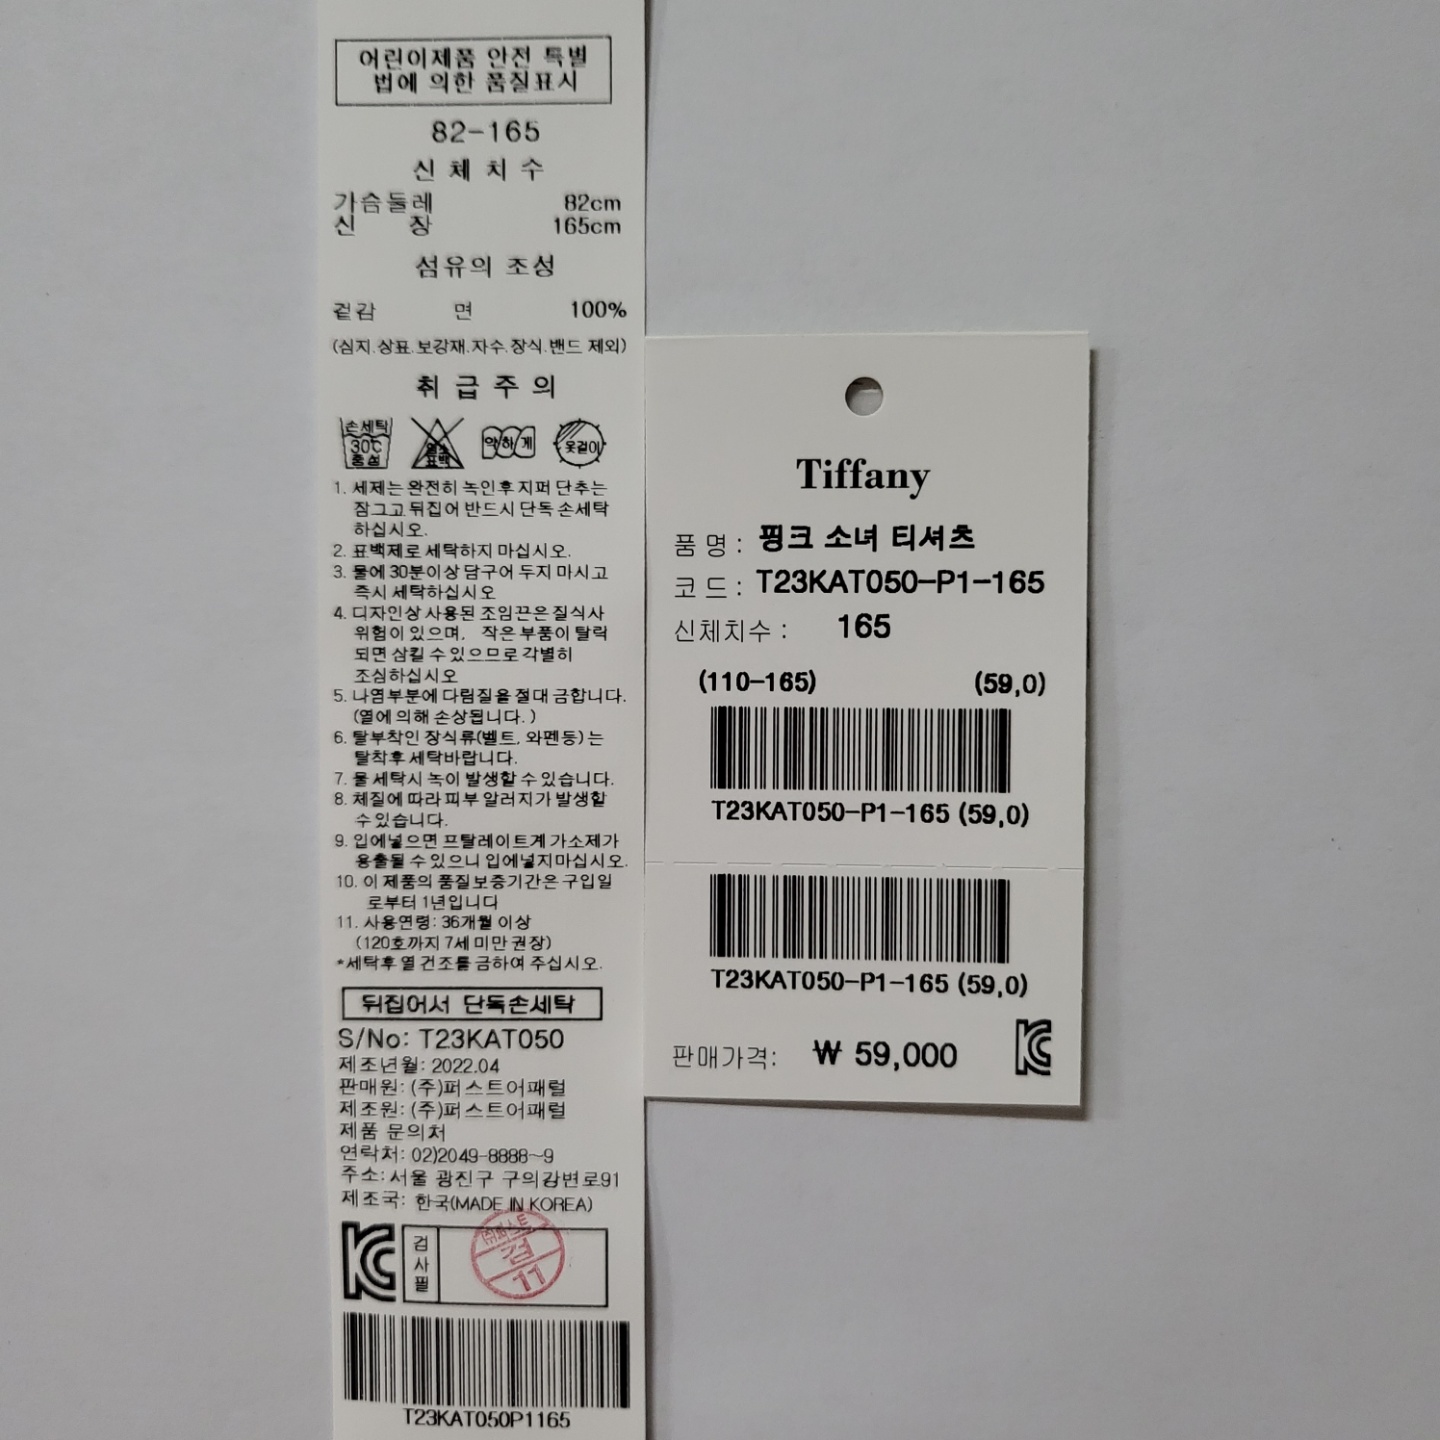 어린이제품 안전 특별
법에 의한 품질표시
82-165
신 체 치 수
가슴둘레 82cm
신 장 165cm
섬유의 조성
겉감 면 100%
(심지.상표.보강재.자수.장식.밴드 제외)
취 급 주 의
손세탁
30℃
중성
표백
약하게
옷걸이
1. 세제는 완전히 녹인후 지퍼 단추는
잠그고 뒤집어 반드시 단독 손세탁
하십시오.
2. 표백제로 세탁하지 마십시오.
3. 물에 30분이상 담구어 두지 마시고
즉시 세탁하십시오
4. 디자인상 사용된 조임끈은 질식사
위험이 있으며, 작은 부품이 탈락
되면 삼킬 수 있으므로 각별히
조심하십시오
5. 나염부분에 다림질을 절대 금합니다.
(열에 의해 손상됩니다. )
6. 탈부착인 장식류(벨트, 와펜등) 는
탈착후 세탁바랍니다.
7. 물 세탁시 녹이 발생할 수 있습니다.
8. 체질에 따라 피부 알러지가 발생할
수 있습니다.
9. 입에넣으면 프탈레이트계 가소제가
용출될 수 있으니 입에넣지마십시오.
10. 이 제품의 품질보증기간은 구입일
로부터 1년입니다
11. 사용연령: 36개월 이상
(120호까지 7세 미만 권장)
*세탁후 열 건조를 금하여 주십시오.
뒤집어서 단독손세탁
S/No: T23KAT050
제조년월: 2022.04
판매원: (주)퍼스트어패럴
제조원: (주)퍼스트어패럴
제품 문의처
연락처: 02)2049-8888~9
주소: 서울 광진구 구의강변로91
제조국: 한국(MADE IN KOREA)
KC
검사필
㈜퍼스트
검
11
T23KAT050P1165
Tiffany
품 명 : 핑크 소녀 티셔츠
코 드 : T23KAT050-P1-165
신체치수 : 165
(110-165) (59,0)
T23KAT050-P1-165 (59,0)
T23KAT050-P1-165 (59,0)
판매가격: ₩ 59,000
KC